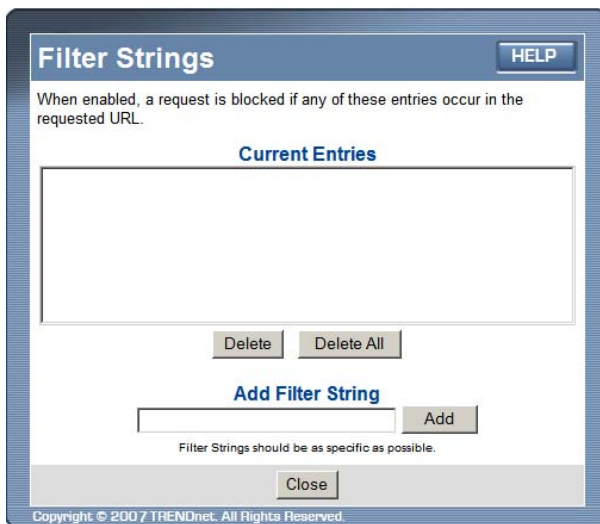 Filter Strings
HELP
When enabled, a request is blocked if any of these entries occur in the
requested URL.
Current Entries
Delete
Delete All
Add Filter String
Add
Filter Strings should be as specific as possible.
Close
Copyright © 2007 TRENDnet. All Rights Reserved.